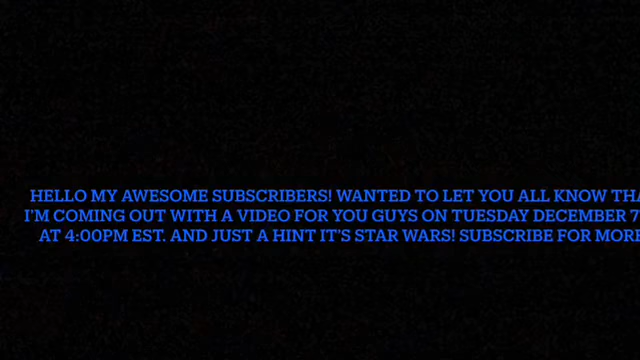 HELLO MY AWESOME SUBSCRIBERS! WANTED TO LET YOU ALL KNOW THA
I'M COMING OUT WITH A VIDEO FOR YOU GUYS ON TUESDAY DECEMBER 7
AT 4:00PM EST. AND JUST A HINT IT'S STAR WARS! SUBSCRIBE FOR MORE